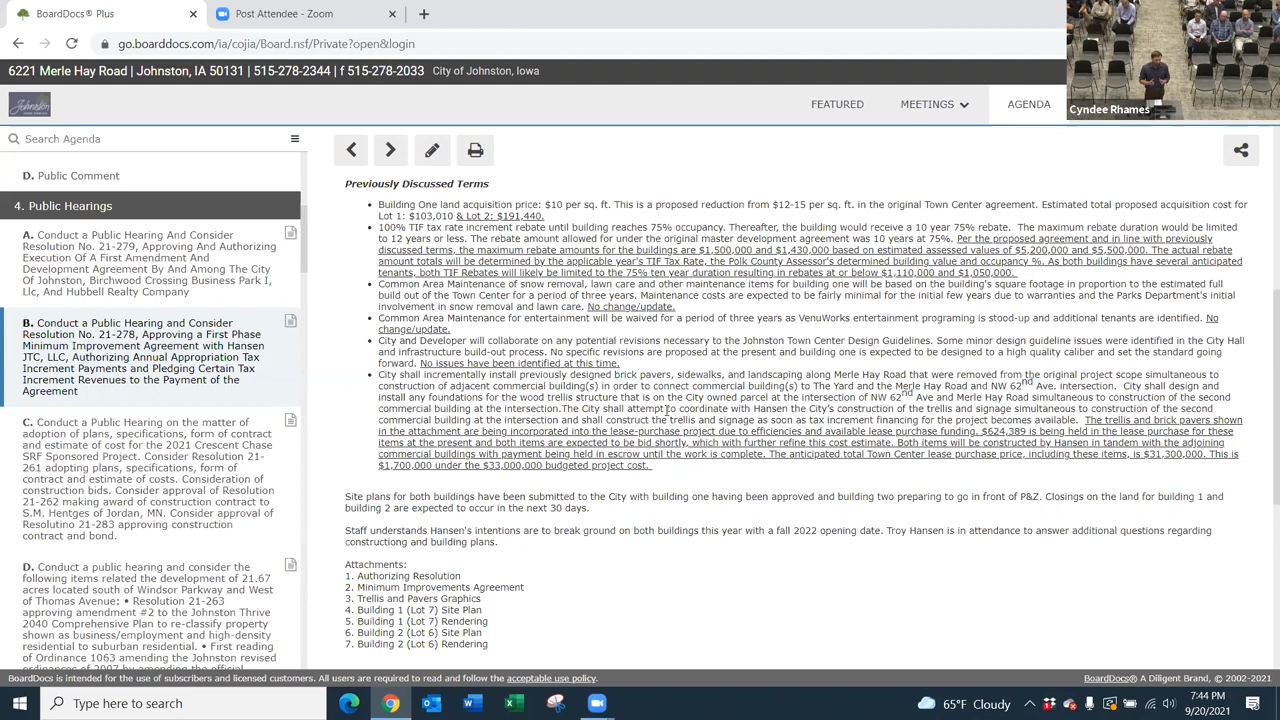 BoardDocs® Plus
Post Attendee - Zoom
go.boarddocs.com/ia/cojia/Board.nsf/Private?open&login
6221 Merle Hay Road | Johnston, IA 50131 | 515-278-2344 | f 515-278-2033 City of Johnston, Iowa
Johnston
FEATURED MEETINGS AGENDA
Cyndee Rhames
Search Agenda
D. Public Comment
4. Public Hearings
A. Conduct a Public Hearing And Consider
Resolution No. 21-279, Approving And Authorizing
Execution Of A First Amendment And
Development Agreement By And Among The City
Of Johnston, Birchwood Crossing Business Park I,
Llc, And Hubbell Realty Company
B. Conduct a Public Hearing and Consider
Resolution No. 21-278, Approving a First Phase
Minimum Improvement Agreement with Hansen
JTC, LLC, Authorizing Annual Appropriation Tax
Increment Payments and Pledging Certain Tax
Increment Revenues to the Payment of the
Agreement
C. Conduct a Public Hearing on the matter of
adoption of plans, specifications, form of contract
and estimate of cost for the 2021 Crescent Chase
SRF Sponsored Project. Consider Resolution 21-
261 adopting plans, specifications, form of
contract and estimate of costs. Consideration of
construction bids. Consider approval of Resolution
21-262 making award of construction contract to
S.M. Hentges of Jordan, MN. Consider approval of
Resolution 21-283 approving construction
contract and bond.
D. Conduct a public hearing and consider the
following items related the development of 21.67
acres located south of Windsor Parkway and West
of Thomas Avenue: • Resolution 21-263
approving amendment #2 to the Johnston Thrive
2040 Comprehensive Plan to re-classify property
shown as business/employment and high-density
residential to suburban residential. • First reading
of Ordinance 1063 amending the Johnston revised
ordinances of 2007 by amending the official
Previously Discussed Terms
• Building One land acquisition price: $10 per sq. ft. This is a proposed reduction from $12-15 per sq. ft. in the original Town Center agreement. Estimated total proposed acquisition cost for
Lot 1: $103,010 & Lot 2: $191,440.
• 100% TIF tax rate increment rebate until building reaches 75% occupancy. Thereafter, the building would receive a 10 year 75% rebate. The maximum rebate duration would be limited
to 12 years or less. The rebate amount allowed for under the original master development agreement was 10 years at 75%. Per the proposed agreement and in line with previously
discussed terms, the maximum rebate amounts for the buildings are $1,500,000 and $1,430,000 based on estimated assessed values of $5,200,000 and $5,500,000. The actual rebate
amount totals will be determined by the applicable year's TIF Tax Rate, the Polk County Assessor's determined building value and occupancy %. As both buildings have several anticipated
tenants, both TIF Rebates will likely be limited to the 75% ten year duration resulting in rebates at or below $1,110,000 and $1,050,000.
• Common Area Maintenance of snow removal, lawn care and other maintenance items for building one will be based on the building's square footage in proportion to the estimated full
build out of the Town Center for a period of three years. Maintenance costs are expected to be fairly minimal for the initial few years due to warranties and the Parks Department's initial
involvement in snow removal and lawn care. No change/update.
• Common Area Maintenance for entertainment will be waived for a period of three years as VenuWorks entertainment programing is stood-up and additional tenants are identified. No
change/update.
• City and Developer will collaborate on any potential revisions necessary to the Johnston Town Center Design Guidelines. Some minor design guideline issues were identified in the City Hall
and infrastructure build-out process. No specific revisions are proposed at the present and building one is expected to be designed to a high quality caliber and set the standard going
forward. No issues have been identified at this time.
• City shall incrementally install previously designed brick pavers, sidewalks, and landscaping along Merle Hay Road that were removed from the original project scope simultaneous to
construction of adjacent commercial building(s) in order to connect commercial building(s) to The Yard and the Merle Hay Road and NW 62nd Ave. intersection. City shall design and
install any foundations for the wood trellis structure that is on the City owned parcel at the intersection of NW 62nd Ave and Merle Hay Road simultaneous to construction of the second
commercial building at the intersection.The City shall attempt to coordinate with Hansen the City's construction of the trellis and signage simultaneous to construction of the second
commercial building at the intersection and shall construct the trellis and signage as soon as tax increment financing for the project becomes available. The trellis and brick pavers shown
in the attachment are being incorporated into the lease-purchase project due to efficiencies and available lease purchase funding. $624,389 is being held in the lease purchase for these
items at the present and both items are expected to be bid shortly, which with further refine this cost estimate. Both items will be constructed by Hansen in tandem with the adjoining
commercial buildings with payment being held in escrow until the work is complete. The anticipated total Town Center lease purchase price, including these items, is $31,300,000. This is
$1,700,000 under the $33,000,000 budgeted project cost.
Site plans for both buildings have been submitted to the City with building one having been approved and building two preparing to go in front of P&Z. Closings on the land for building 1 and
building 2 are expected to occur in the next 30 days.
Staff understands Hansen's intentions are to break ground on both buildings this year with a fall 2022 opening date. Troy Hansen is in attendance to answer additional questions regarding
constructiong and building plans.
Attachments:
1. Authorizing Resolution
2. Minimum Improvements Agreement
3. Trellis and Pavers Graphics
4. Building 1 (Lot 7) Site Plan
5. Building 1 (Lot 7) Rendering
6. Building 2 (Lot 6) Site Plan
7. Building 2 (Lot 6) Rendering
BoardDocs is intended for the use of subscribers and licensed customers. All users are required to read and follow the acceptable use policy. BoardDocs® A Diligent Brand, © 2002-2021
Type here to search
65°F Cloudy
7:44 PM
9/20/2021